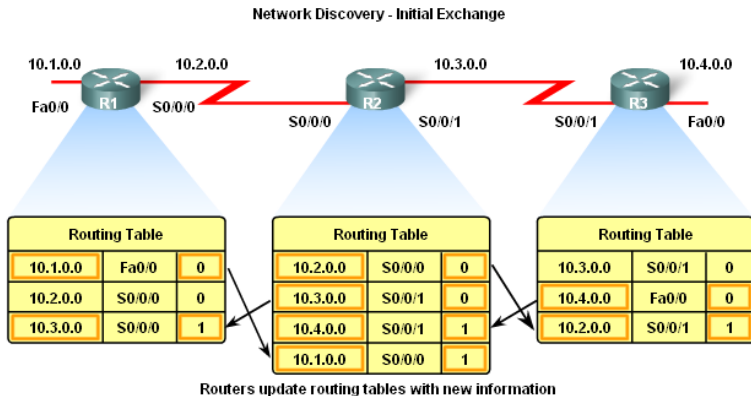 Network Discovery - Initial Exchange
10.1.0.0 10.2.0.0 10.3.0.0 10.4.0.0
R1 R2 R3
Fa0/0 S0/0/0 S0/0/0 S0/0/1 S0/0/1 Fa0/0
Routing Table
10.1.0.0 Fa0/0 0
10.2.0.0 S0/0/0 0
10.3.0.0 S0/0/0 1
Routing Table
10.2.0.0 S0/0/0 0
10.3.0.0 S0/0/1 0
10.4.0.0 S0/0/1 1
10.1.0.0 S0/0/0 1
Routing Table
10.3.0.0 S0/0/1 0
10.4.0.0 Fa0/0 0
10.2.0.0 S0/0/1 1
Routers update routing tables with new information